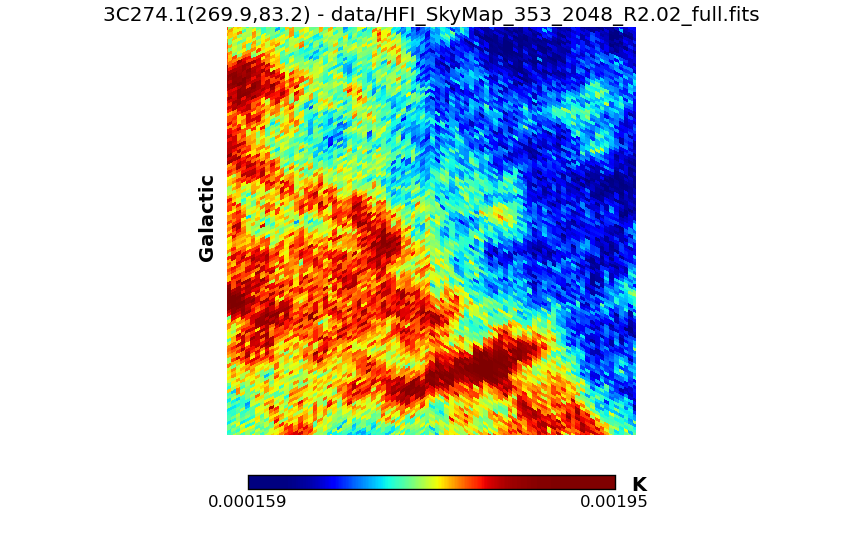 3C274.1(269.9,83.2) - data/HFI_SkyMap_353_2048_R2.02_full.fits
Galactic
K
0.000159 0.00195